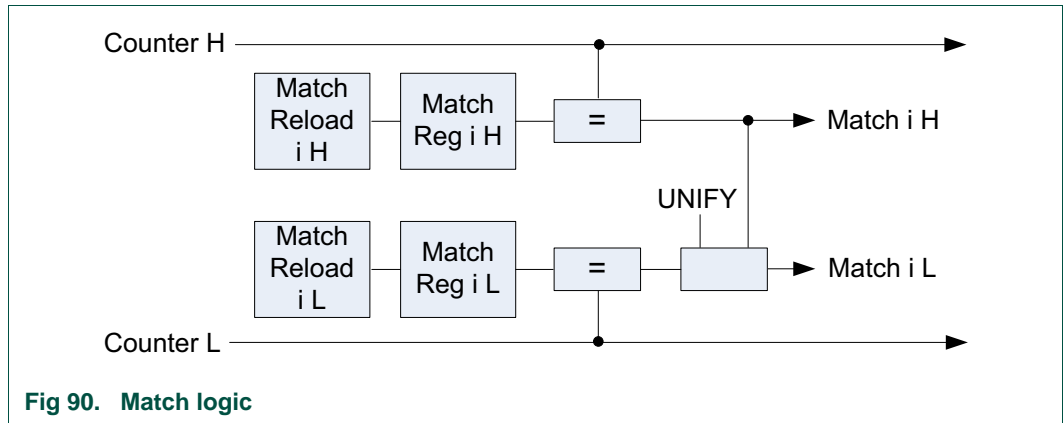 Counter H
Match
Reload
i H
Match
Reg i H
=
Match i H
UNIFY
Match
Reload
i L
Match
Reg i L
=
Match i L
Counter L
Fig 90. Match logic